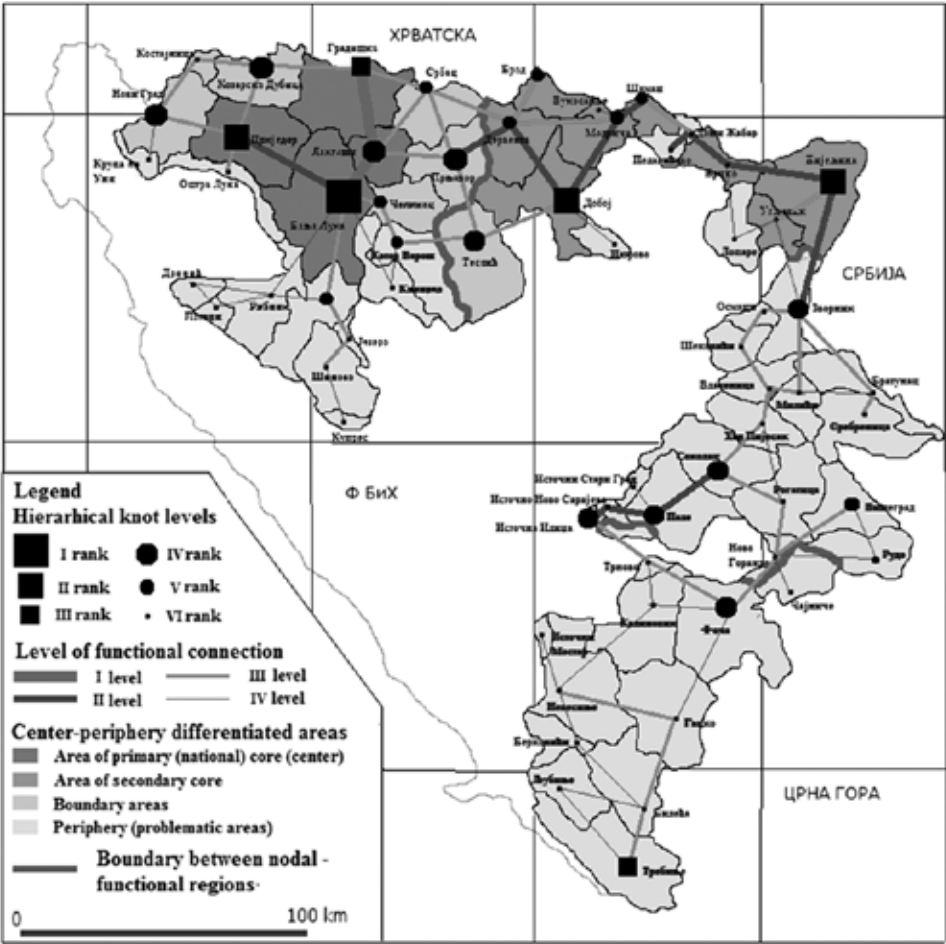 ХРВАТСКА
Костајница
Градишка
Србац
Брод
Козарска Дубица
Нови Град
Вукосавље
Шамац
Дервента
Модрича
Приједор
Лакташи
Прњавор
Пелагићево
Доњи Жабар
Брчко
Бијељина
Крупа на
Уни
Оштра Лука
Челинац
Добој
Бања Лука
Угљевик
Котор Варош
Теслић
Петрово
Лопаре
СРБИЈА
Кнежево
Рибник
Осмаци
Зворник
Језеро
Шековићи
Шипово
Власеница
Братунац
Милићи
Сребреница
Купрес
Хан Пијесак
Соколац
Ф БиХ
Источни Стари Град
Источно Ново Сарајево
Рогатица
Вишеград
Источна Илиџа
Пале
Ново
Горажде
Рудо
Трново
Чајниче
Калиновик
Фоча
Источни
Мостар
Невесиње
Гацко
Берковићи
Љубиње
Билећа
ЦРНА ГОРА
Требиње
Legend
Hierarhical knot levels
I rank
IV rank
II rank
V rank
III rank
VI rank
Level of functional connection
I level
III level
II level
IV level
Center-periphery differentiated areas
Area of primary (national) core (center)
Area of secondary core
Boundary areas
Periphery (problematic areas)
Boundary between nodal -
functional regions
0
100 km